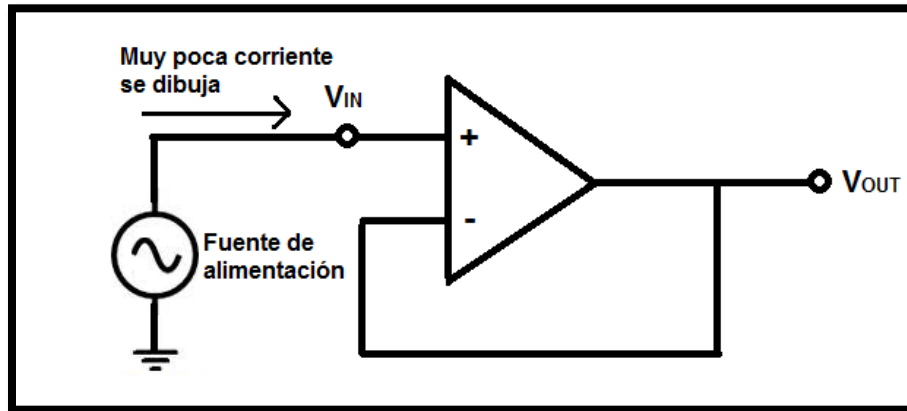 Muy poca corriente
se dibuja
VIN
+
-
VOUT
Fuente de
alimentación